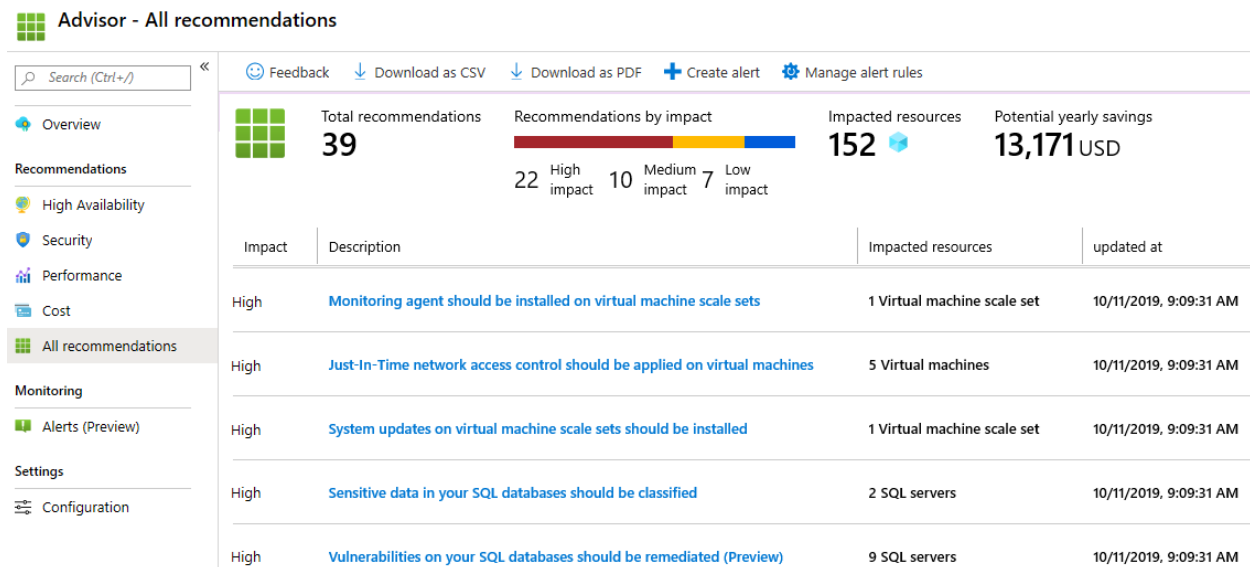 Advisor - All recommendations
Search (Ctrl+/)
«
Overview
Recommendations
High Availability
Security
Performance
Cost
All recommendations
Monitoring
Alerts (Preview)
Settings
Configuration
Feedback Download as CSV Download as PDF Create alert Manage alert rules
Total recommendations Recommendations by impact Impacted resources Potential yearly savings
39 152 13,171 USD
22 High impact 10 Medium impact 7 Low impact
Impact Description Impacted resources updated at
High Monitoring agent should be installed on virtual machine scale sets 1 Virtual machine scale set 10/11/2019, 9:09:31 AM
High Just-In-Time network access control should be applied on virtual machines 5 Virtual machines 10/11/2019, 9:09:31 AM
High System updates on virtual machine scale sets should be installed 1 Virtual machine scale set 10/11/2019, 9:09:31 AM
High Sensitive data in your SQL databases should be classified 2 SQL servers 10/11/2019, 9:09:31 AM
High Vulnerabilities on your SQL databases should be remediated (Preview) 9 SQL servers 10/11/2019, 9:09:31 AM